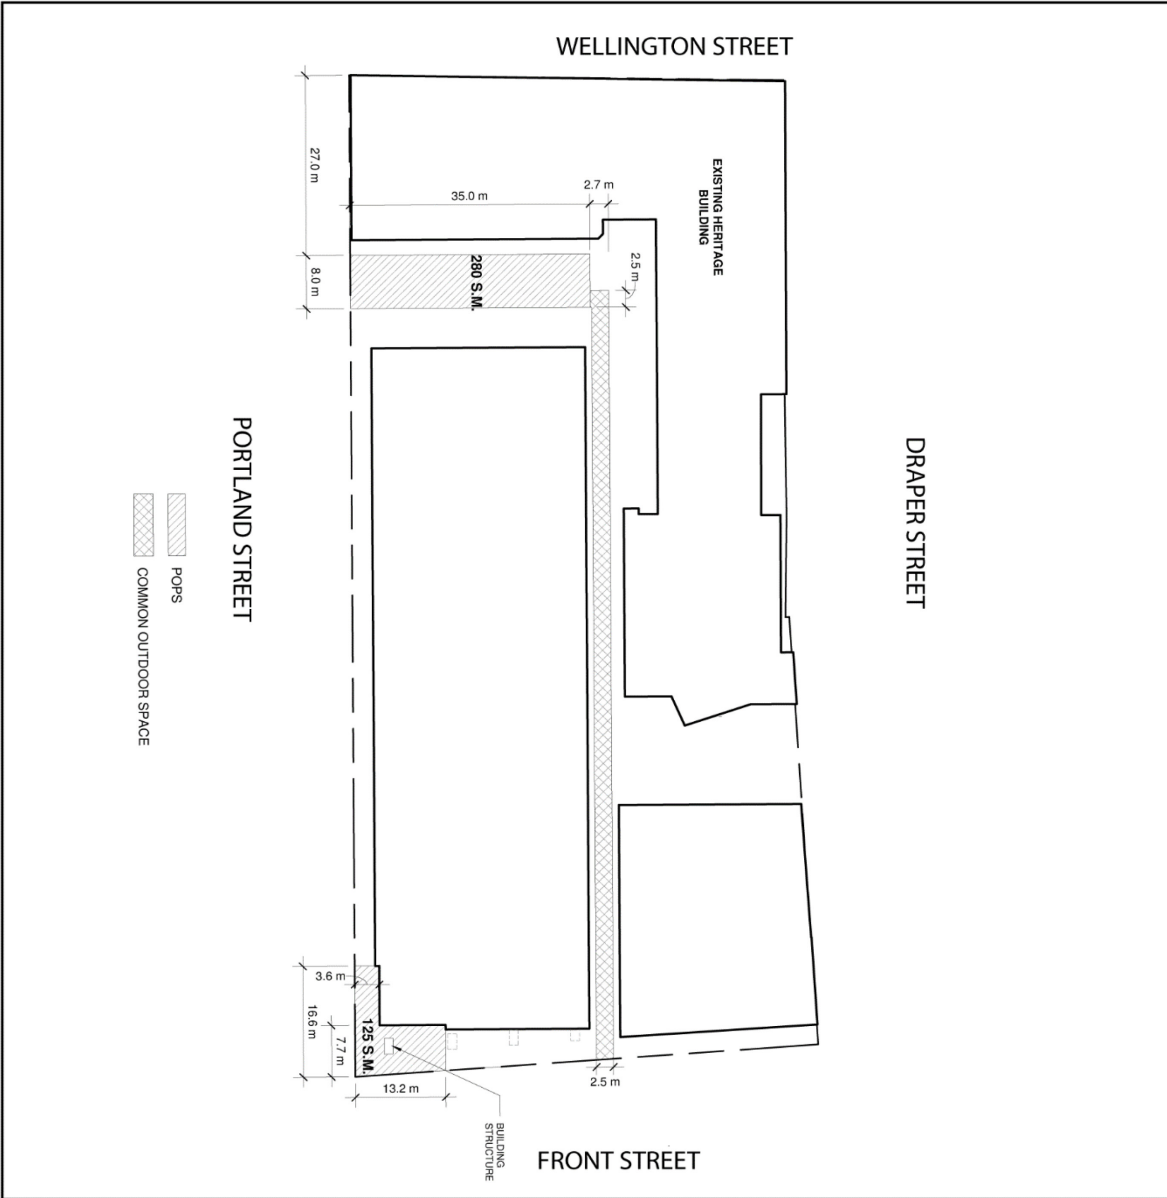 WELLINGTON STREET
27.0 m
35.0 m
2.7 m
EXISTING HERITAGE
BUILDING
8.0 m
280 S.M.
2.5 m
PORTLAND STREET
DRAPER STREET
POPS
COMMON OUTDOOR SPACE
3.6 m
16.6 m
7.7 m
125 S.M.
13.2 m
2.5 m
BUILDING
STRUCTURE
FRONT STREET